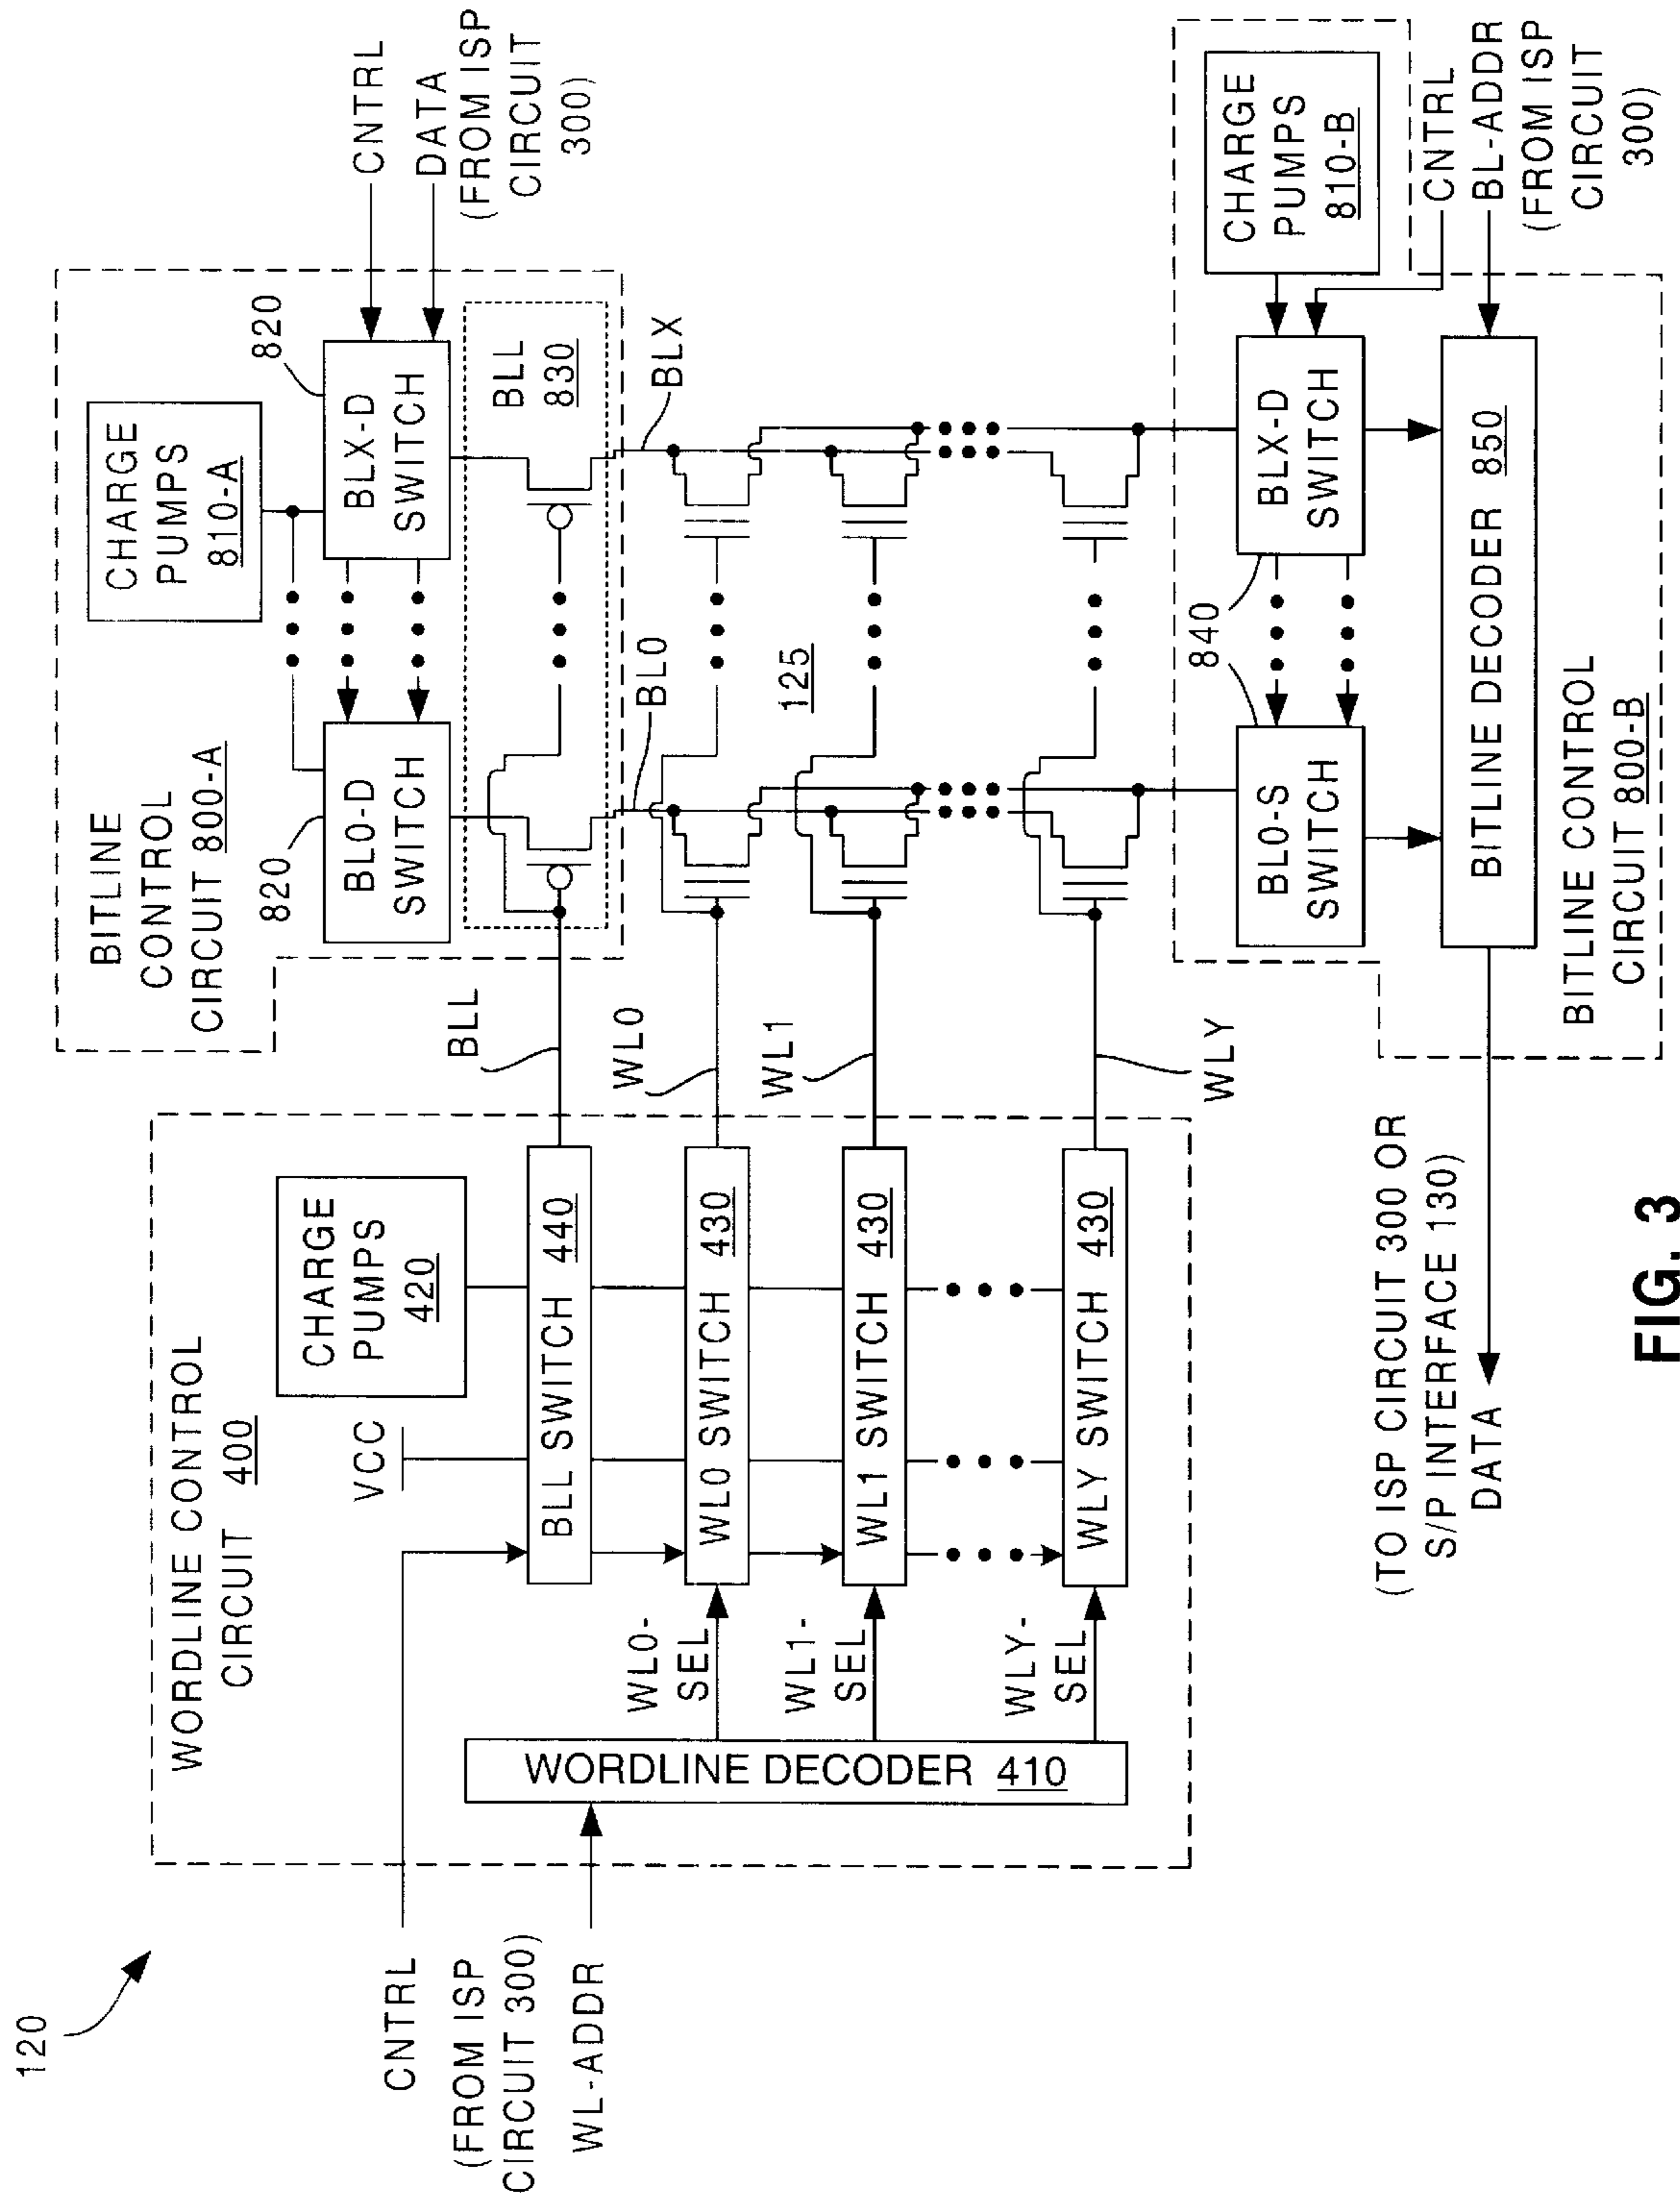 120
BITLINE
CONTROL
CIRCUIT 800-A
CHARGE
PUMPS
810-A
820
BL0-D
SWITCH
820
BLX-D
SWITCH
CNTRL
DATA
(FROM ISP
CIRCUIT
300)
BLL
830
WORDLINE CONTROL
CIRCUIT 400
VCC
CHARGE
PUMPS
420
CNTRL
(FROM ISP
CIRCUIT 300)
WL-ADDR
WORDLINE DECODER 410
BLL SWITCH 440
BLL
WL0-
SEL
WL0 SWITCH 430
WL0
BL0
BLX
WL1-
SEL
WL1 SWITCH 430
WL1
125
WLY-
SEL
WLY SWITCH 430
WLY
840
BL0-S
SWITCH
BLX-D
SWITCH
CHARGE
PUMPS
810-B
CNTRL
BL-ADDR
(FROM ISP
CIRCUIT
300)
BITLINE DECODER 850
BITLINE CONTROL
CIRCUIT 800-B
(TO ISP CIRCUIT 300 OR
S/P INTERFACE 130)
DATA
FIG. 3